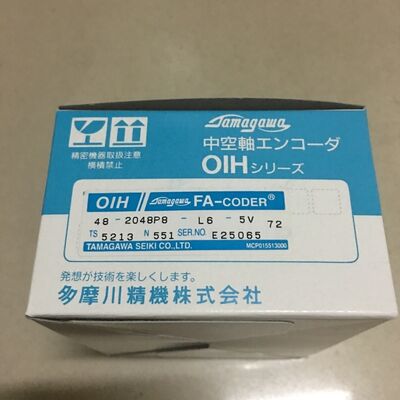 Tamagawa
中空軸エンコーダ
OIHシリーズ
精密機器取扱注意
横積禁止
OIH Tamagawa FA-CODER®
48-2048P8-L6-5V 72
TS 5213 N 551 SER.NO. E25065
TAMAGAWA SEIKI CO.,LTD. MCP015513000
発想が技術を楽しくします。
多摩川精機株式会社